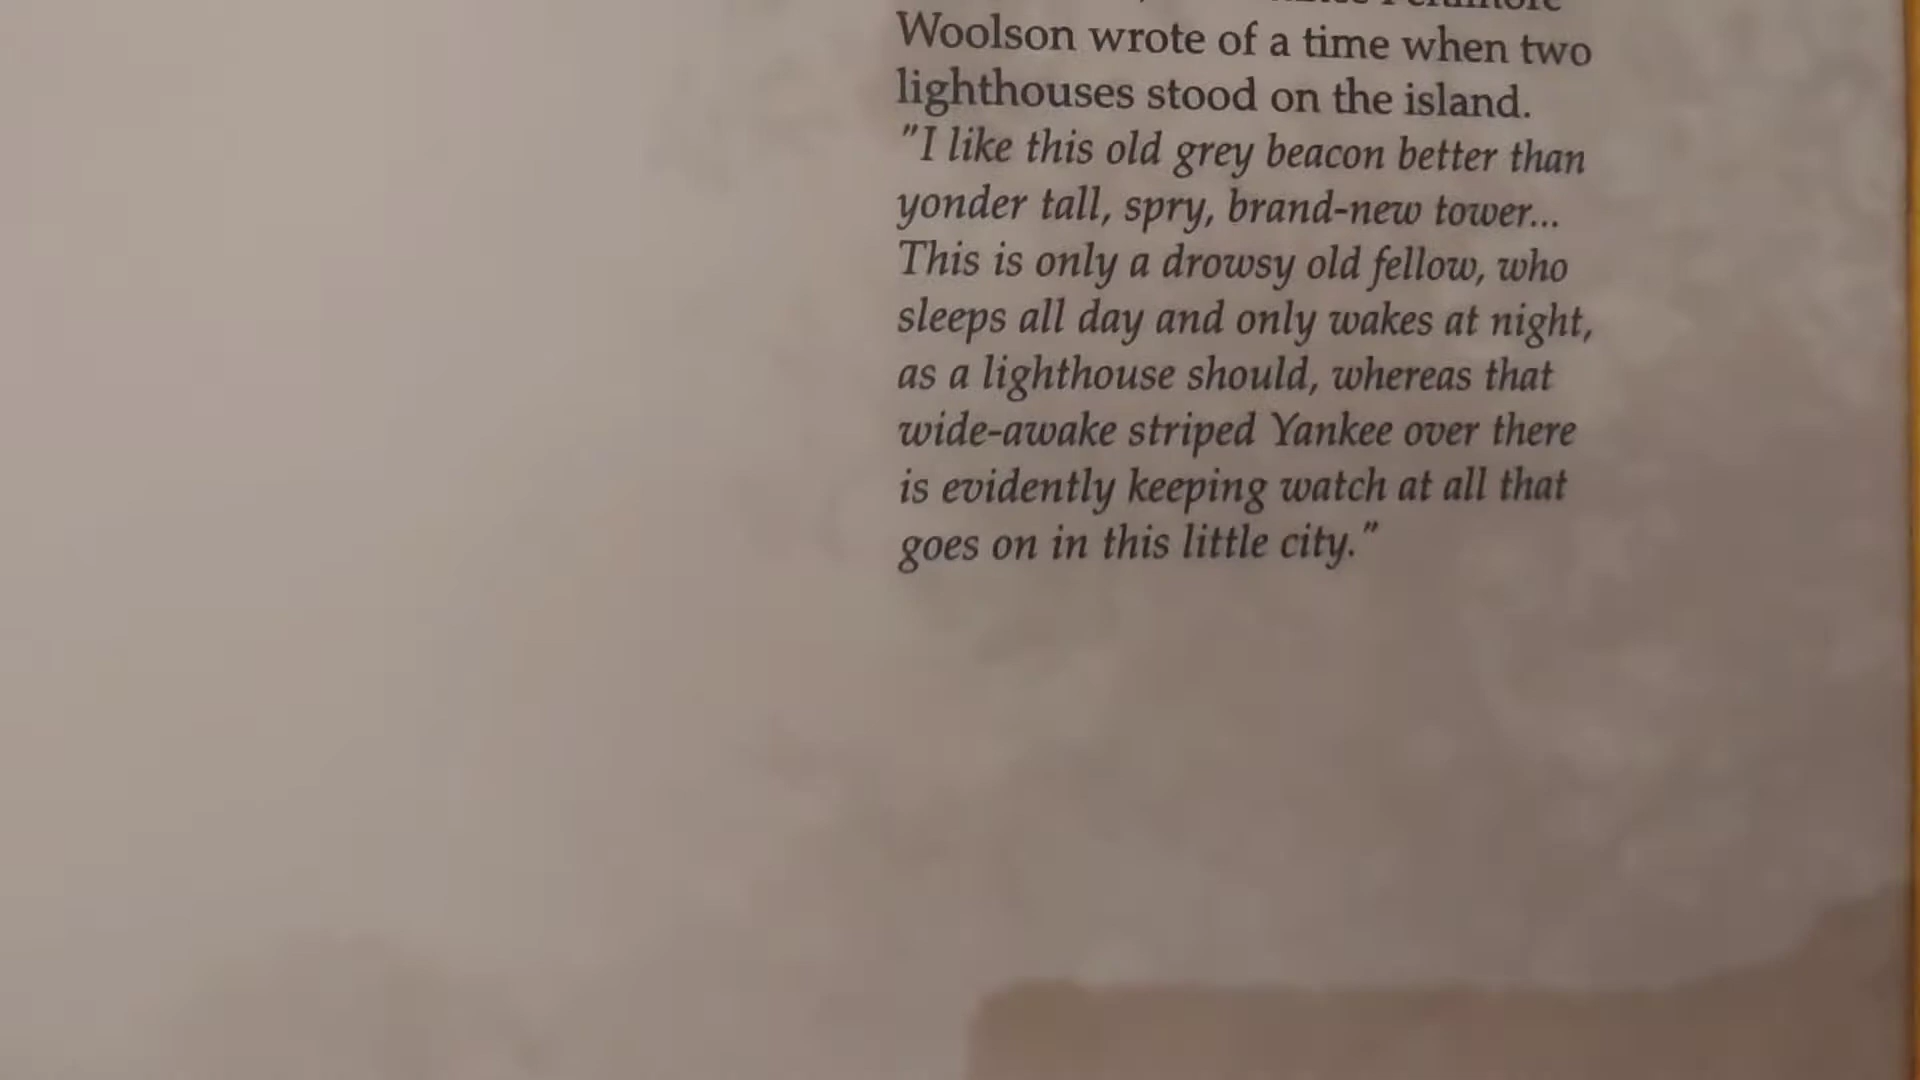 Woolson wrote of a time when two
lighthouses stood on the island.
"I like this old grey beacon better than
yonder tall, spry, brand-new tower...
This is only a drowsy old fellow, who
sleeps all day and only wakes at night,
as a lighthouse should, whereas that
wide-awake striped Yankee over there
is evidently keeping watch at all that
goes on in this little city."